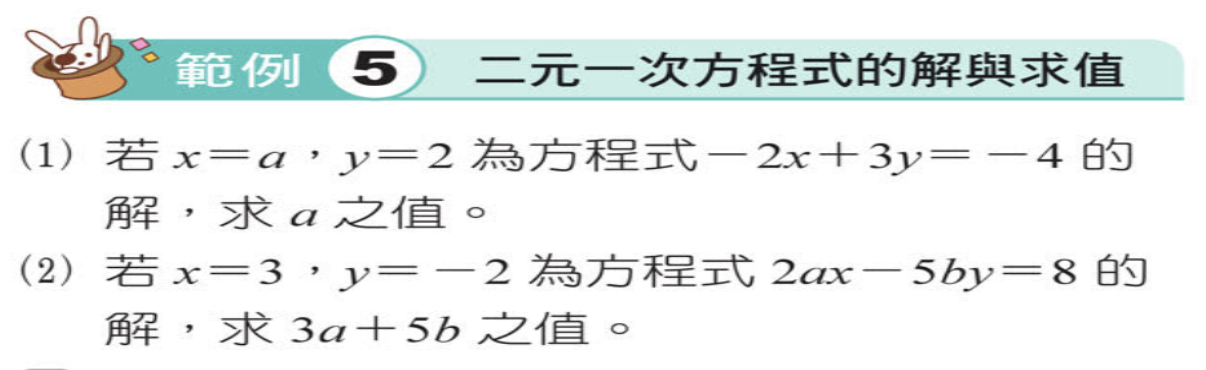 範例 5 二元一次方程式的解與求值
(1) 若 x=a，y=2 為方程式-2x+3y=-4 的
解，求 a 之值。
(2) 若 x=3，y=-2 為方程式 2ax-5by=8 的
解，求 3a+5b 之值。